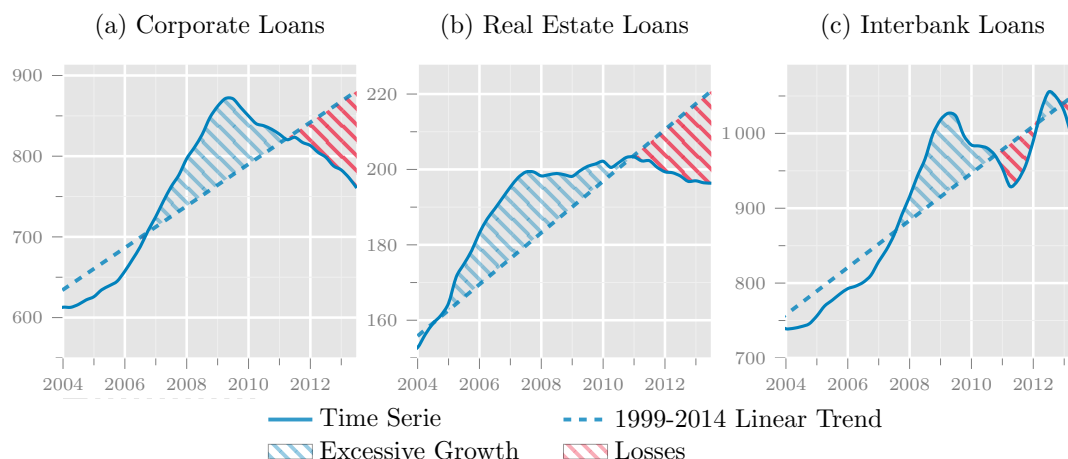 (a) Corporate Loans (b) Real Estate Loans (c) Interbank Loans
900
800
700
600
2004 2006 2008 2010 2012
220
200
180
160
2004 2006 2008 2010 2012
1 000
900
800
700
2004 2006 2008 2010 2012
Time Serie 1999-2014 Linear Trend
Excessive Growth Losses